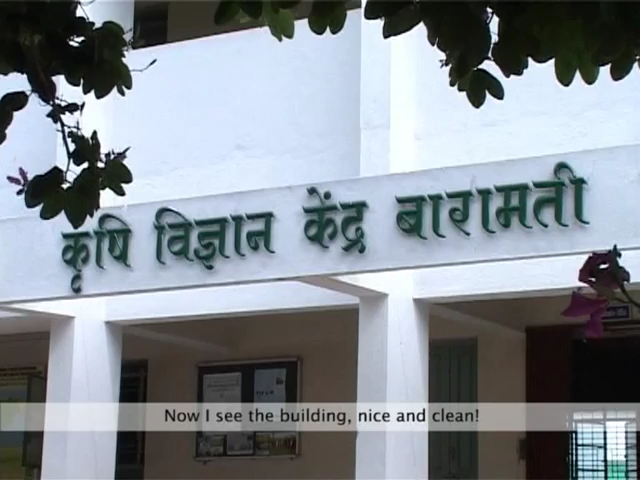 कृषि विज्ञान केंद्र बारामती
Now I see the building, nice and clean!